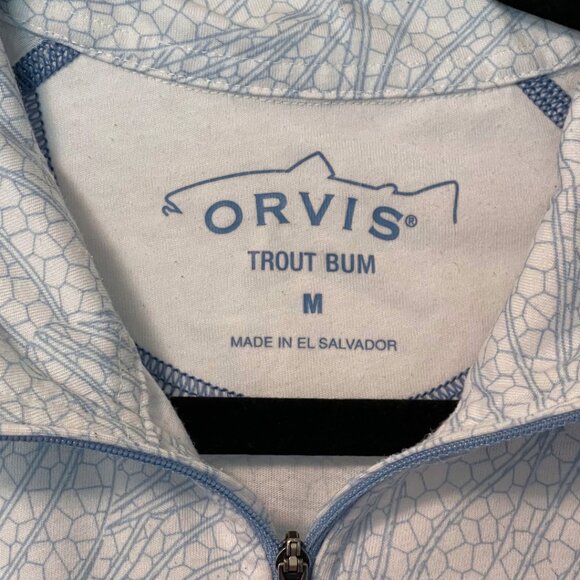 ORVIS®
TROUT BUM
M
MADE IN EL SALVADOR